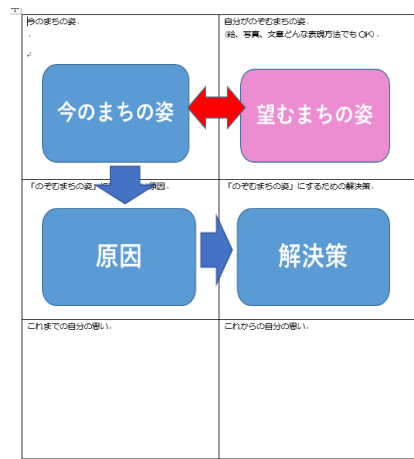 今のまちの姿.
自分がのぞむまちの姿.
(絵、写真、文章どんな表現方法でもOK).
今のまちの姿
望むまちの姿
「のぞむまちの姿」に
原因.
「のぞむまちの姿」にするための解決策.
原因
解決策
これまでの自分の思い.
これからの自分の思い.